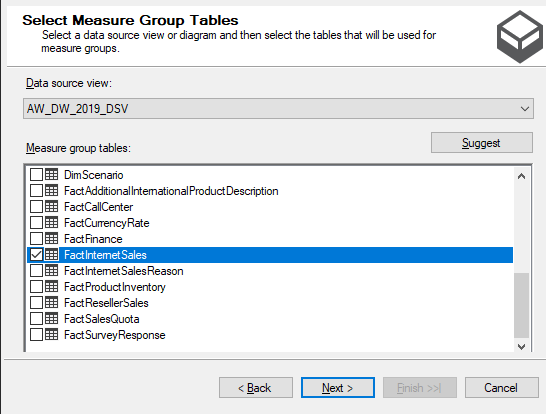 Select Measure Group Tables
Select a data source view or diagram and then select the tables that will be used for
measure groups.
Data source view:
AW_DW_2019_DSV
Suggest
Measure group tables:
DimScenario
FactAdditionalInternationalProductDescription
FactCallCenter
FactCurrencyRate
FactFinance
FactInternetSales
FactInternetSalesReason
FactProductInventory
FactResellerSales
FactSalesQuota
FactSurveyResponse
< Back
Next >
Finish >>|
Cancel